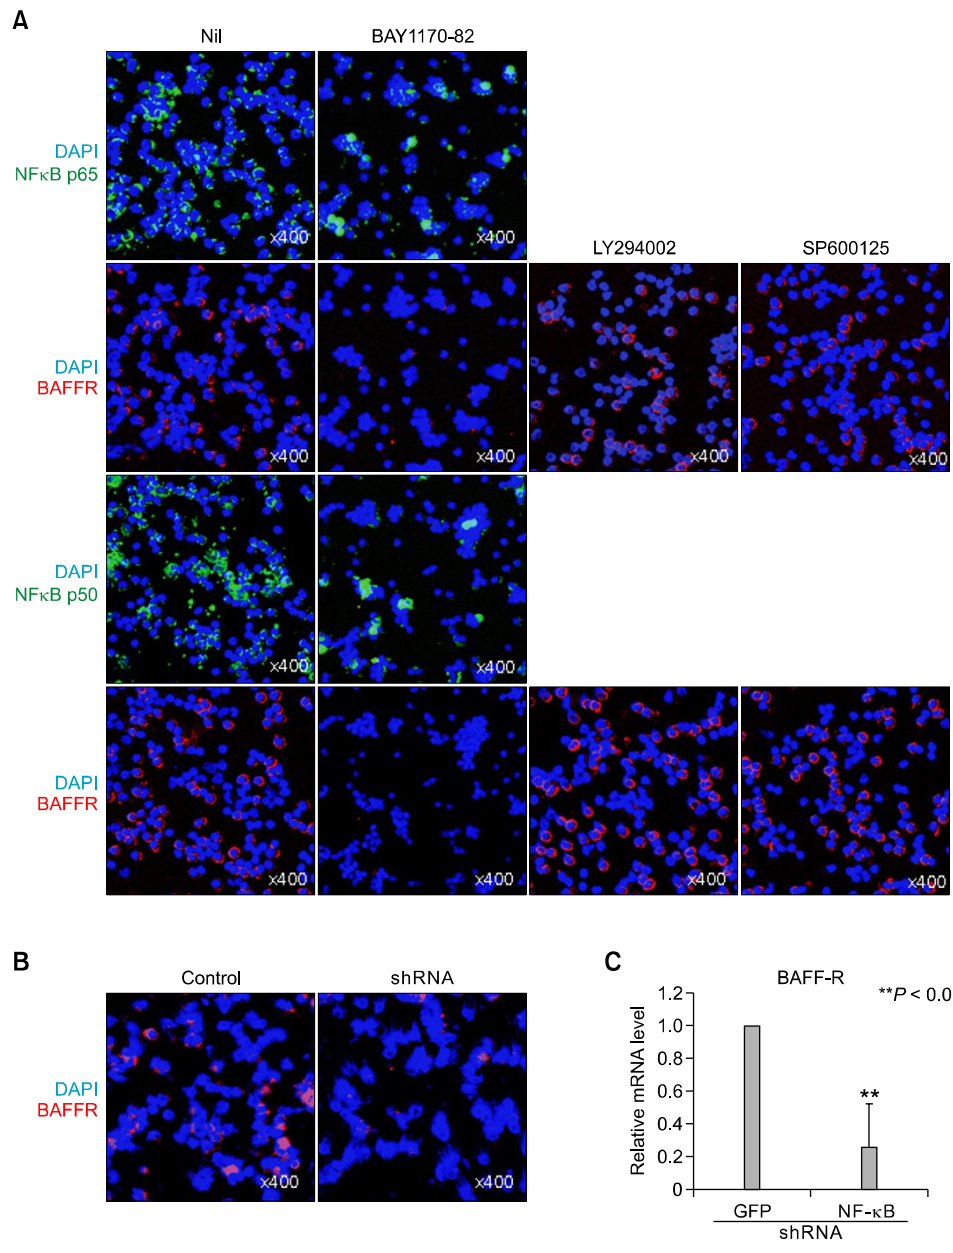 A
Nil
BAY1170-82
DAPI
NFκB p65
x400
x400
LY294002
SP600125
DAPI
BAFFR
x400
x400
x400
x400
DAPI
NFκB p50
x400
x400
DAPI
BAFFR
x400
x400
x400
x400
B
Control
shRNA
DAPI
BAFFR
x400
x400
C
BAFF-R
**P < 0.0
Relative mRNA level
1.2
1.0
0.8
0.6
0.4
0.2
0
**
GFP
NF-κB
shRNA